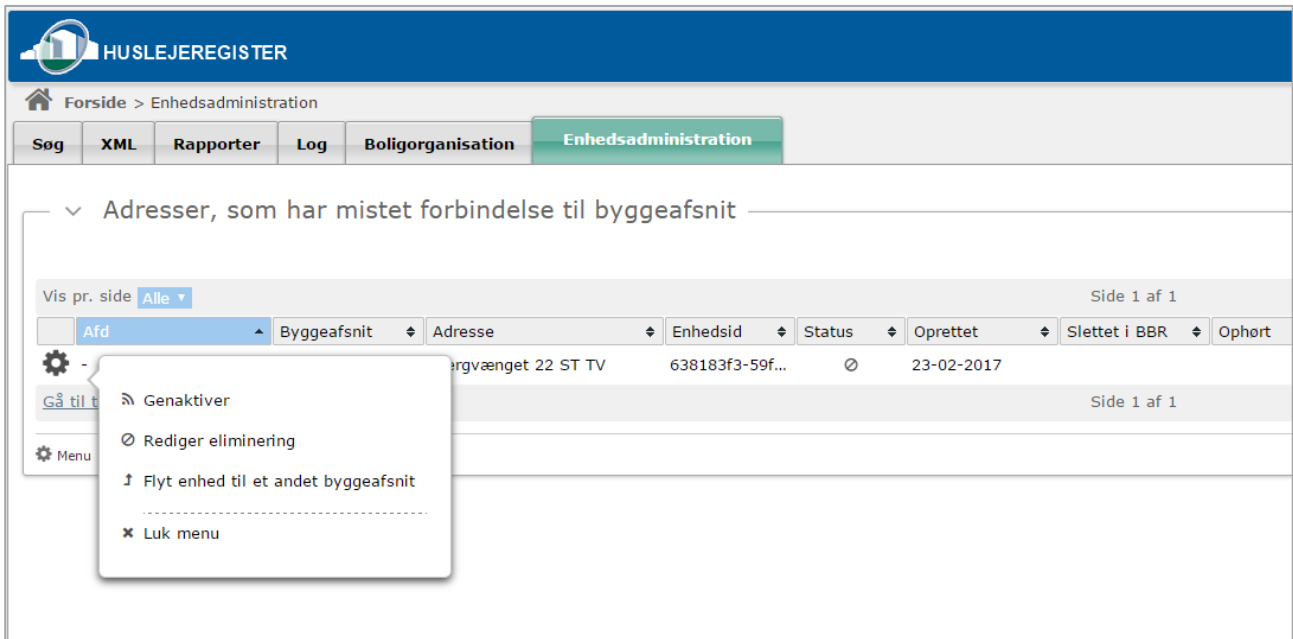 HUSLEJEREGISTER
Forside > Enhedsadministration
Søg XML Rapporter Log Boligorganisation Enhedsadministration
Adresser, som har mistet forbindelse til byggeafsnit
Vis pr. side Alle Side 1 af 1
Afd Byggeafsnit Adresse Enhedsid Status Oprettet Slettet i BBR Ophørt
- 22 ST TV 638183f3-59f... 23-02-2017
Gå til Side 1 af 1
Menu
Genaktiver
Rediger eliminering
Flyt enhed til et andet byggeafsnit
Luk menu